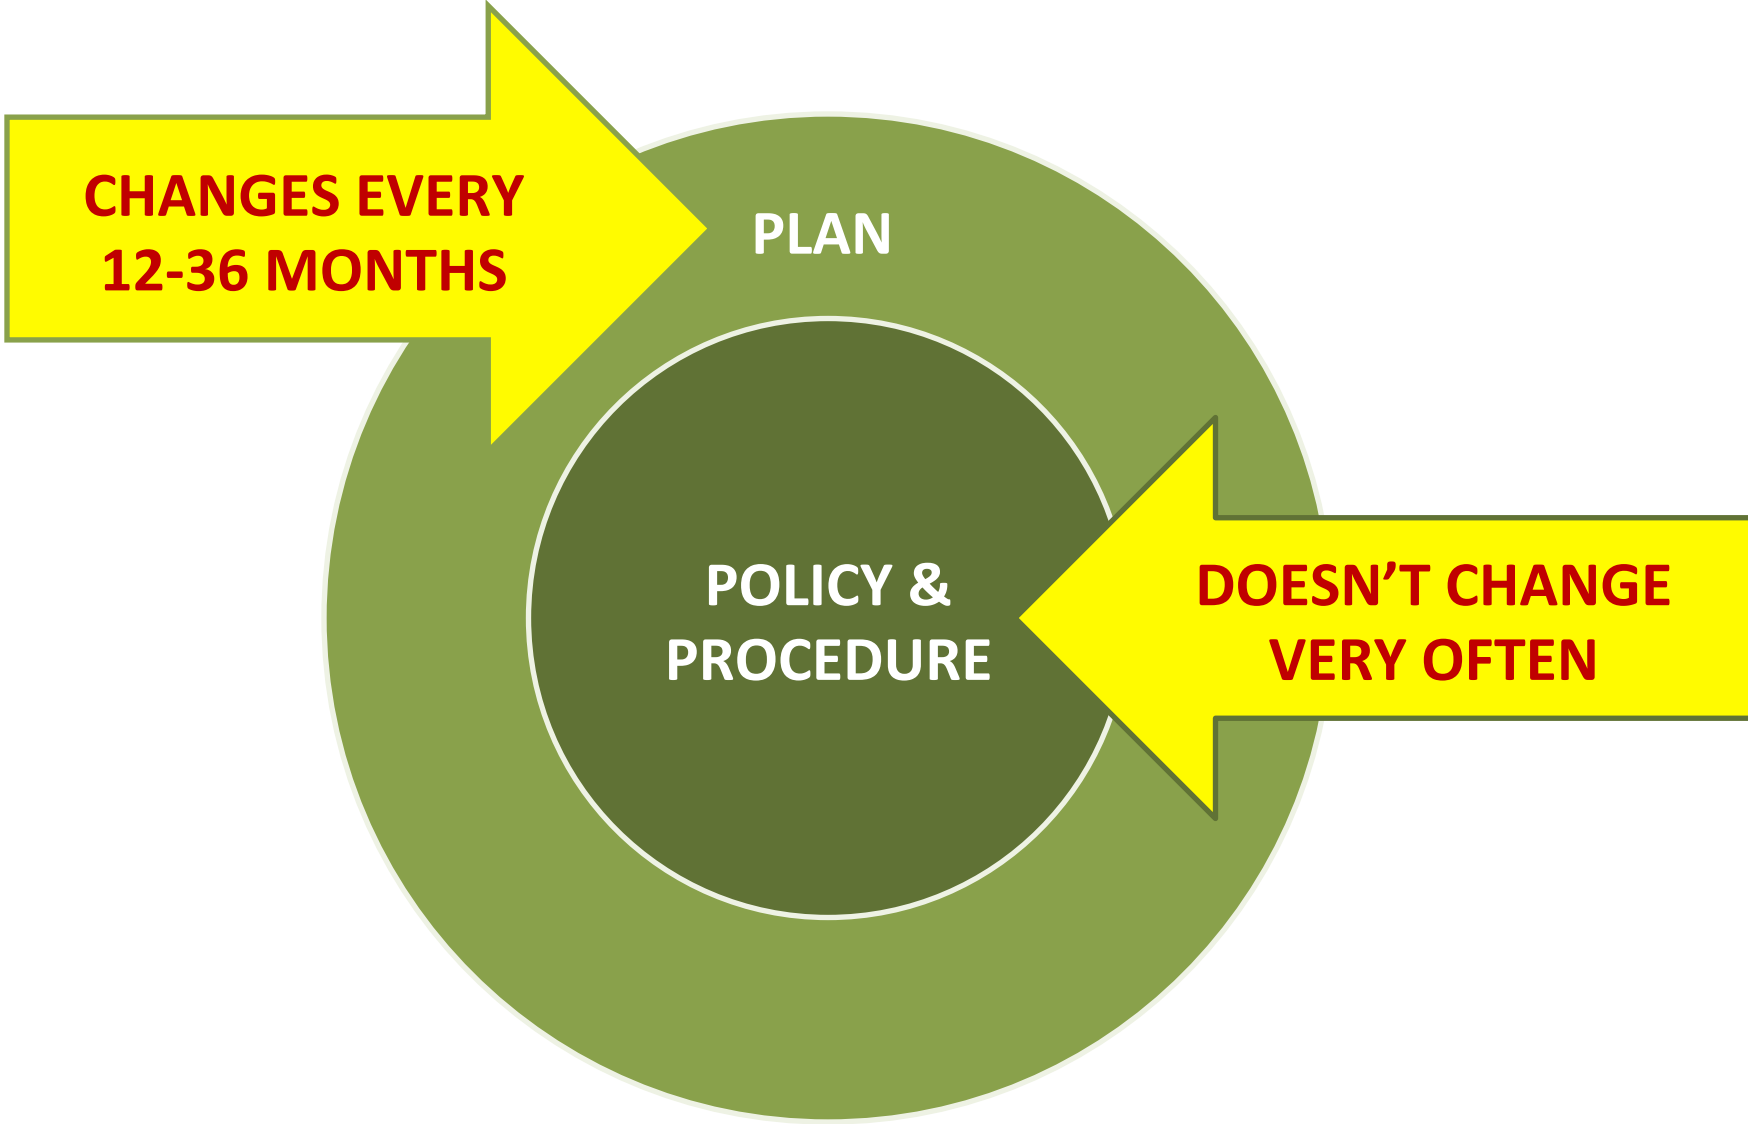 CHANGES EVERY
12-36 MONTHS
PLAN
POLICY &
PROCEDURE
DOESN’T CHANGE
VERY OFTEN